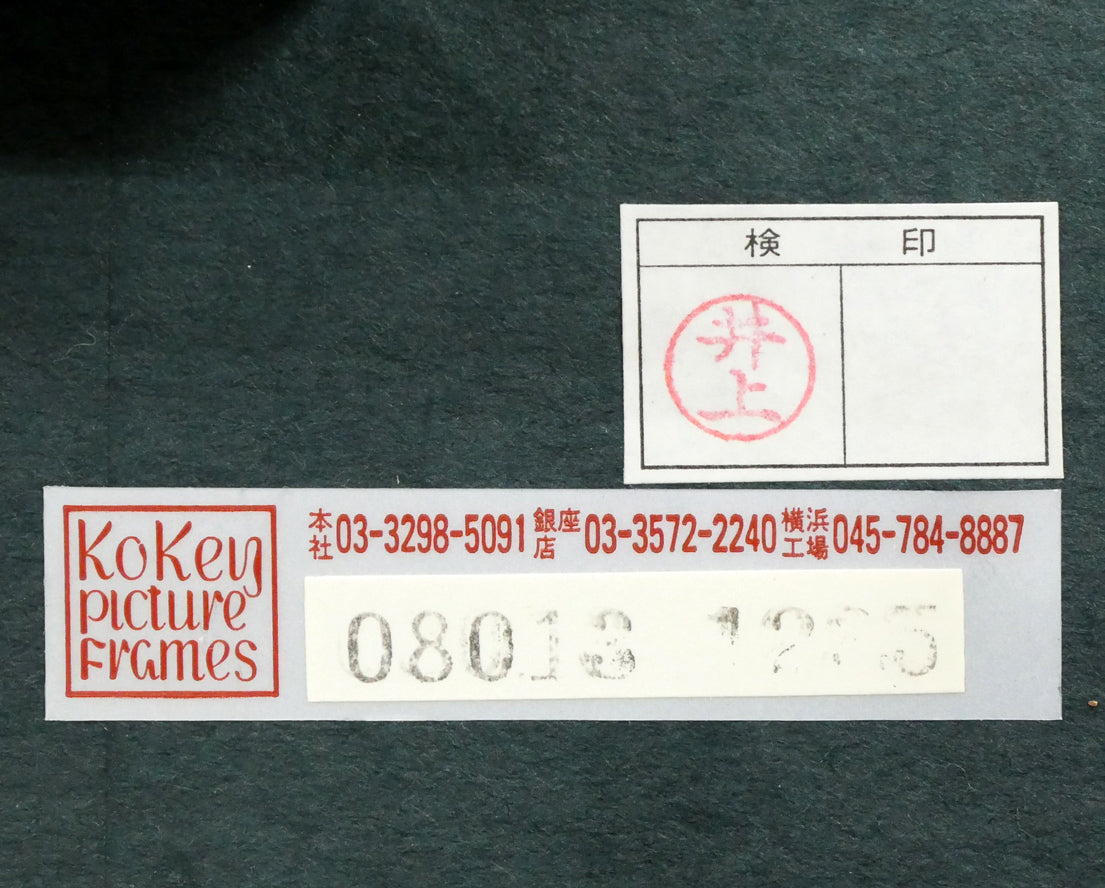 検 印
井上
KoKey
picture
Frames
本社 03-3298-5091 銀座店 03-3572-2240 横浜工場 045-784-8887
08013